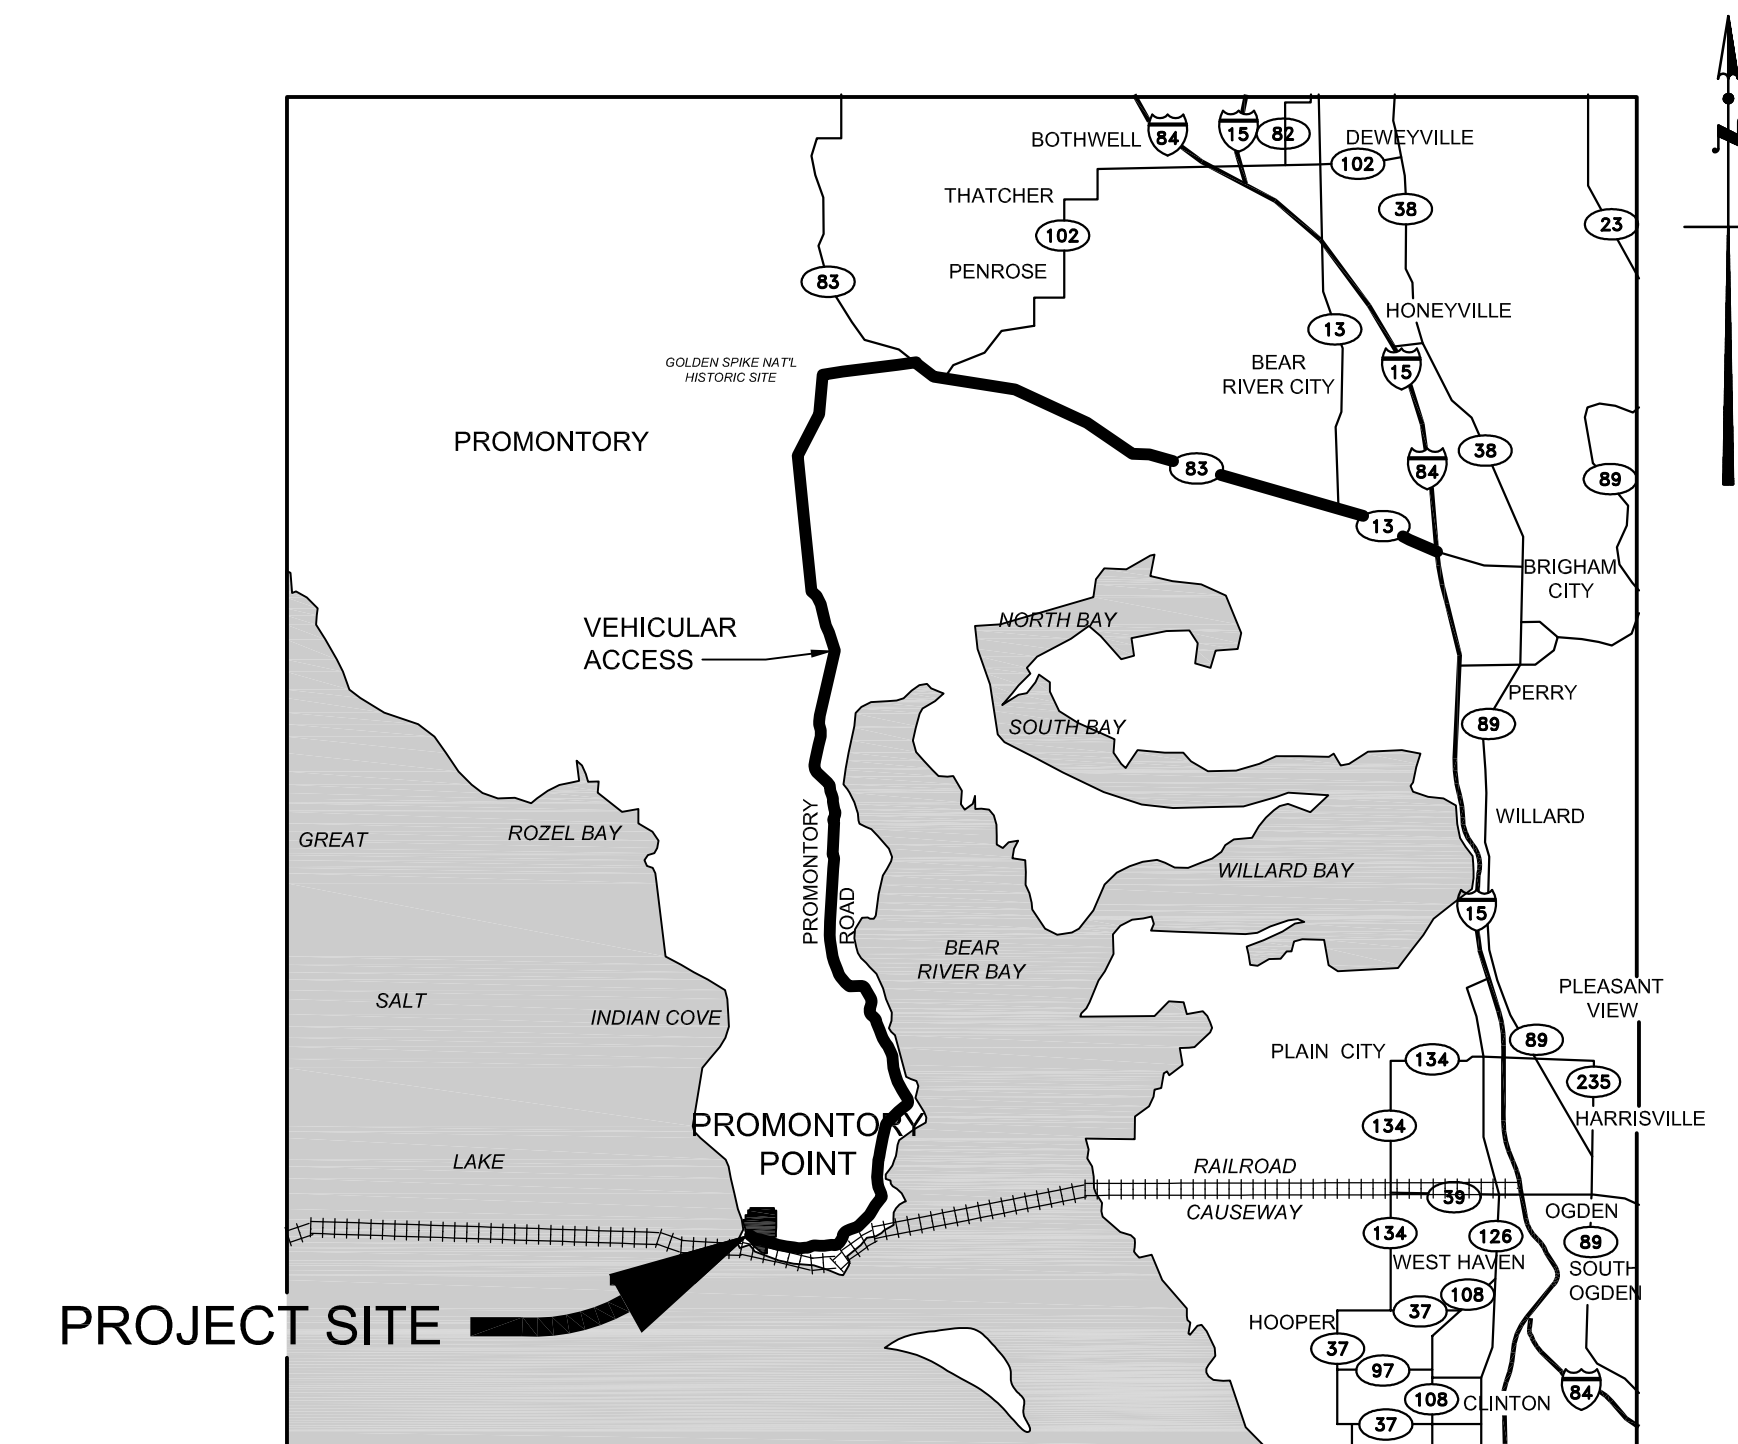 N
BOTHWELL
84
15
82
DEWEYVILLE
102
THATCHER
38
102
23
PENROSE
83
HONEYVILLE
13
GOLDEN SPIKE NAT'L
HISTORIC SITE
BEAR
RIVER CITY
15
PROMONTORY
38
83
84
89
13
BRIGHAM
CITY
NORTH BAY
VEHICULAR
ACCESS
PERRY
SOUTH BAY
89
PROMONTORY
ROAD
WILLARD
GREAT
ROZEL BAY
WILLARD BAY
15
BEAR
RIVER BAY
PLEASANT
VIEW
SALT
INDIAN COVE
89
PLAIN CITY
134
235
PROMONTORY
POINT
134
HARRISVILLE
LAKE
RAILROAD
CAUSEWAY
39
OGDEN
134
126
89
WEST HAVEN
SOUTH
OGDEN
108
PROJECT SITE
HOOPER
37
37
97
84
108
CLINTON
37